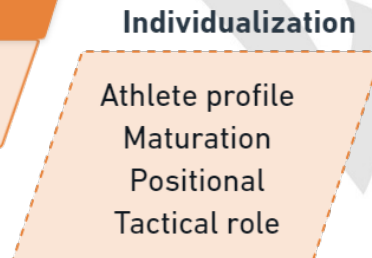 Individualization
Athlete profile
Maturation
Positional
Tactical role